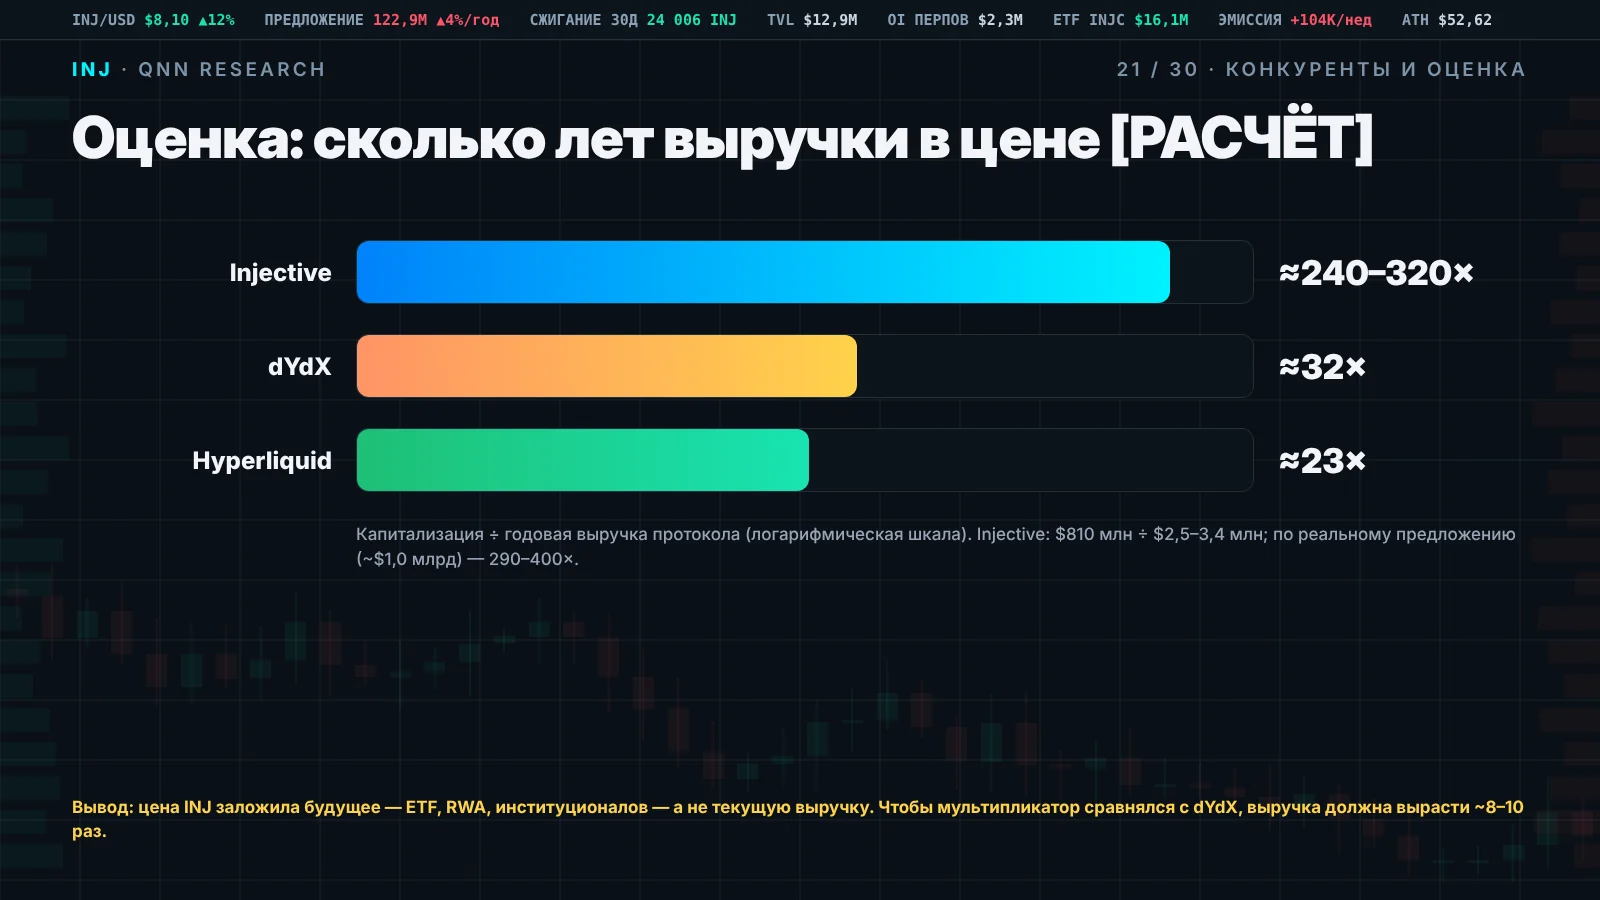 INJ/USD $8,10 ▲12% ПРЕДЛОЖЕНИЕ 122,9M ▲4%/год СЖИГАНИЕ 30Д 24 006 INJ TVL $12,9M OI ПЕРПОВ $2,3M ETF INJC $16,1M ЭМИССИЯ +104K/нед ATH $52,62
INJ · QNN RESEARCH
21 / 30 · КОНКУРЕНТЫ И ОЦЕНКА
Оценка: сколько лет выручки в цене [РАСЧЁТ]
Injective ≈240–320×
dYdX ≈32×
Hyperliquid ≈23×
Капитализация ÷ годовая выручка протокола (логарифмическая шкала). Injective: $810 млн ÷ $2,5–3,4 млн; по реальному предложению
(~$1,0 млрд) — 290–400×.
Вывод: цена INJ заложила будущее — ETF, RWA, институционалов — а не текущую выручку. Чтобы мультипликатор сравнялся с dYdX, выручка должна вырасти ~8–10
раз.